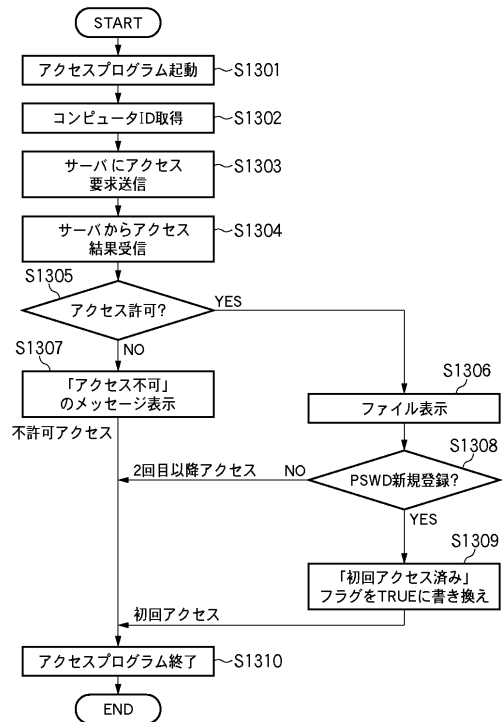 START
アクセスプログラム起動
S1301
コンピュータID取得
S1302
サーバにアクセス
要求送信
S1303
サーバからアクセス
結果受信
S1304
S1305
アクセス許可?
YES
NO
S1307
「アクセス不可」
のメッセージ表示
不許可アクセス
S1306
ファイル表示
S1308
PSWD新規登録?
NO
2回目以降アクセス
YES
S1309
「初回アクセス済み」
フラグをTRUEに書き換え
初回アクセス
アクセスプログラム終了
S1310
END